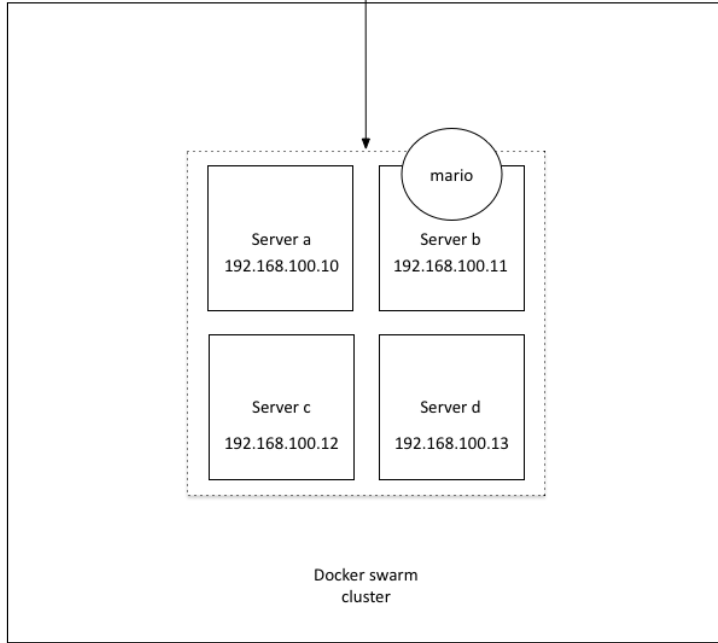 mario
Server a
192.168.100.10
Server b
192.168.100.11
Server c
192.168.100.12
Server d
192.168.100.13
Docker swarm
cluster